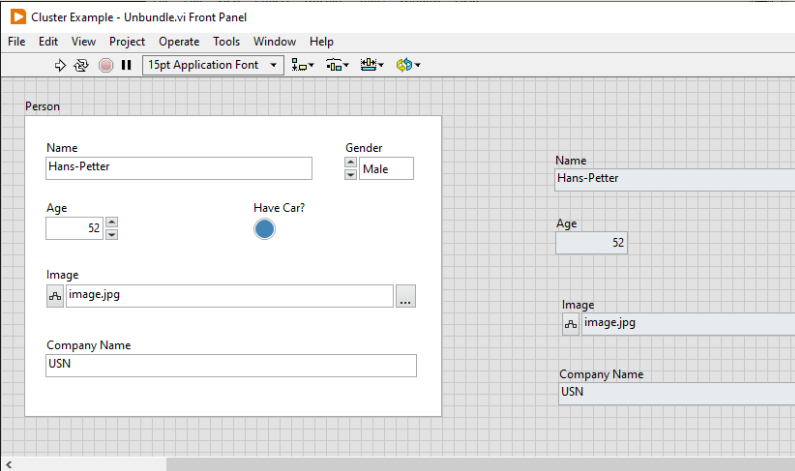 Cluster Example - Unbundle.vi Front Panel
File Edit View Project Operate Tools Window Help
15pt Application Font
Person
Name
Hans-Petter
Gender
Male
Age
52
Have Car?
Image
image.jpg
...
Company Name
USN
Name
Hans-Petter
Age
52
Image
image.jpg
Company Name
USN